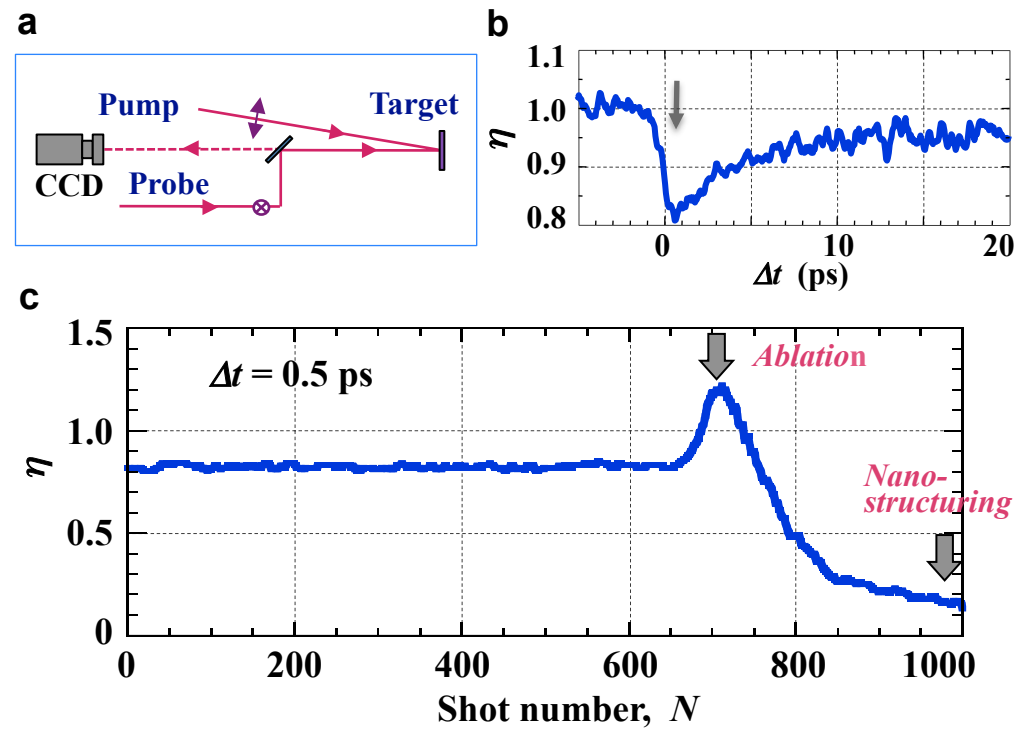 a
Pump
Target
CCD
Probe
b
1.1
1.0
0.9
0.8
η
0
10
20
Δt (ps)
c
1.5
1.0
0.5
0
η
Δt = 0.5 ps
Ablation
Nano-
structuring
0
200
400
600
800
1000
Shot number, N